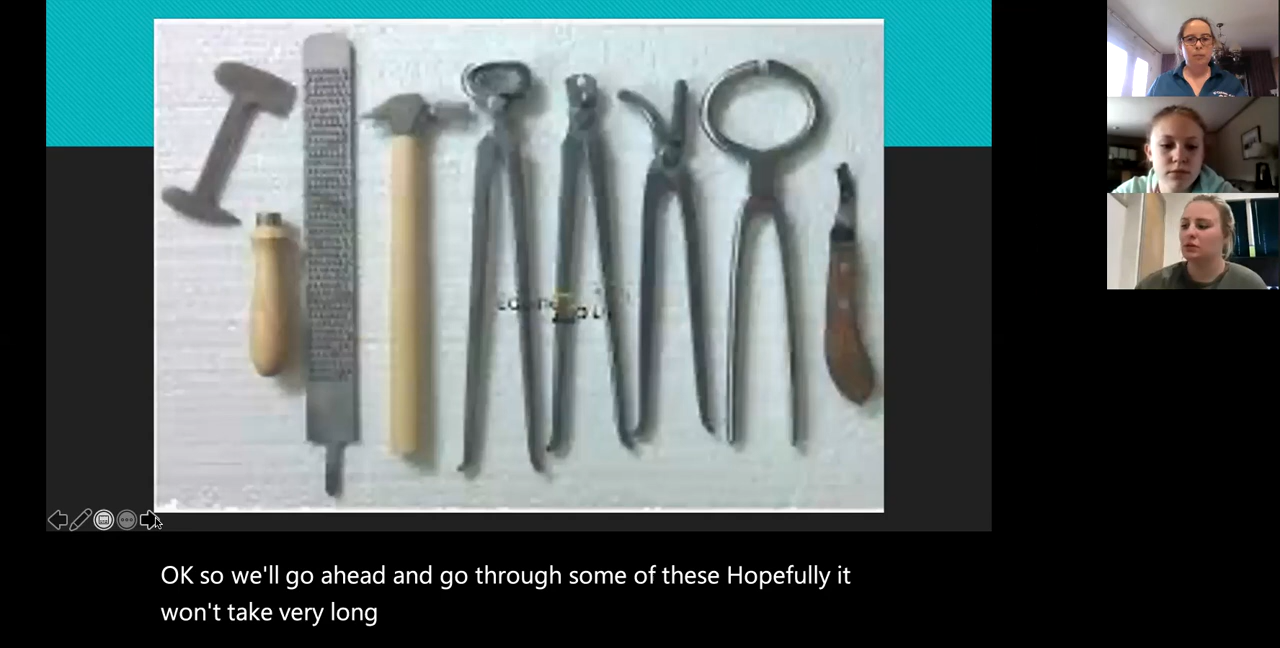 OK so we'll go ahead and go through some of these Hopefully it
won't take very long